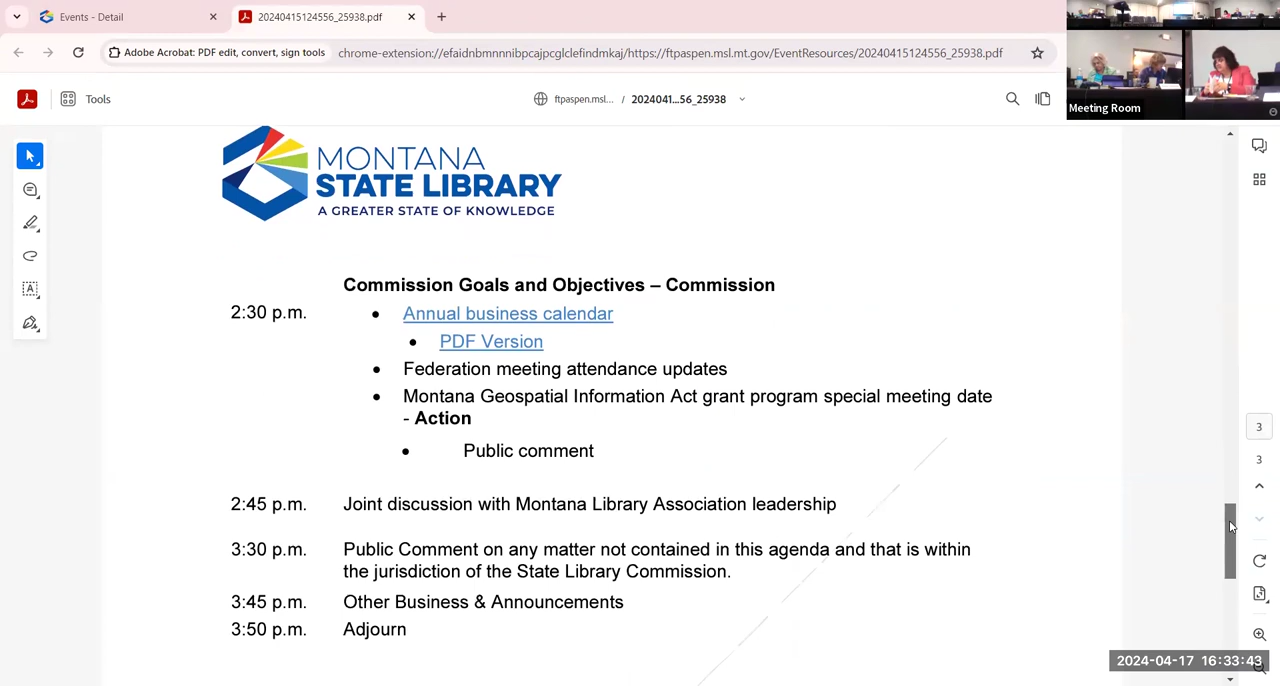 Events - Detail
20240415124556_25938.pdf
Adobe Acrobat: PDF edit, convert, sign tools
chrome-extension://efaidnbmnnnibpcajpcglclefindmkaj/https://ftpaspen.msl.mt.gov/EventResources/20240415124556_25938.pdf
Meeting Room
Tools
ftpaspen.msl... / 2024041...56_25938
MONTANA
STATE LIBRARY
A GREATER STATE OF KNOWLEDGE
Commission Goals and Objectives – Commission
2:30 p.m.
• Annual business calendar
• PDF Version
• Federation meeting attendance updates
• Montana Geospatial Information Act grant program special meeting date
- Action
• Public comment
2:45 p.m. Joint discussion with Montana Library Association leadership
3:30 p.m. Public Comment on any matter not contained in this agenda and that is within
the jurisdiction of the State Library Commission.
3:45 p.m. Other Business & Announcements
3:50 p.m. Adjourn
3
3
2024-04-17 16:33:43